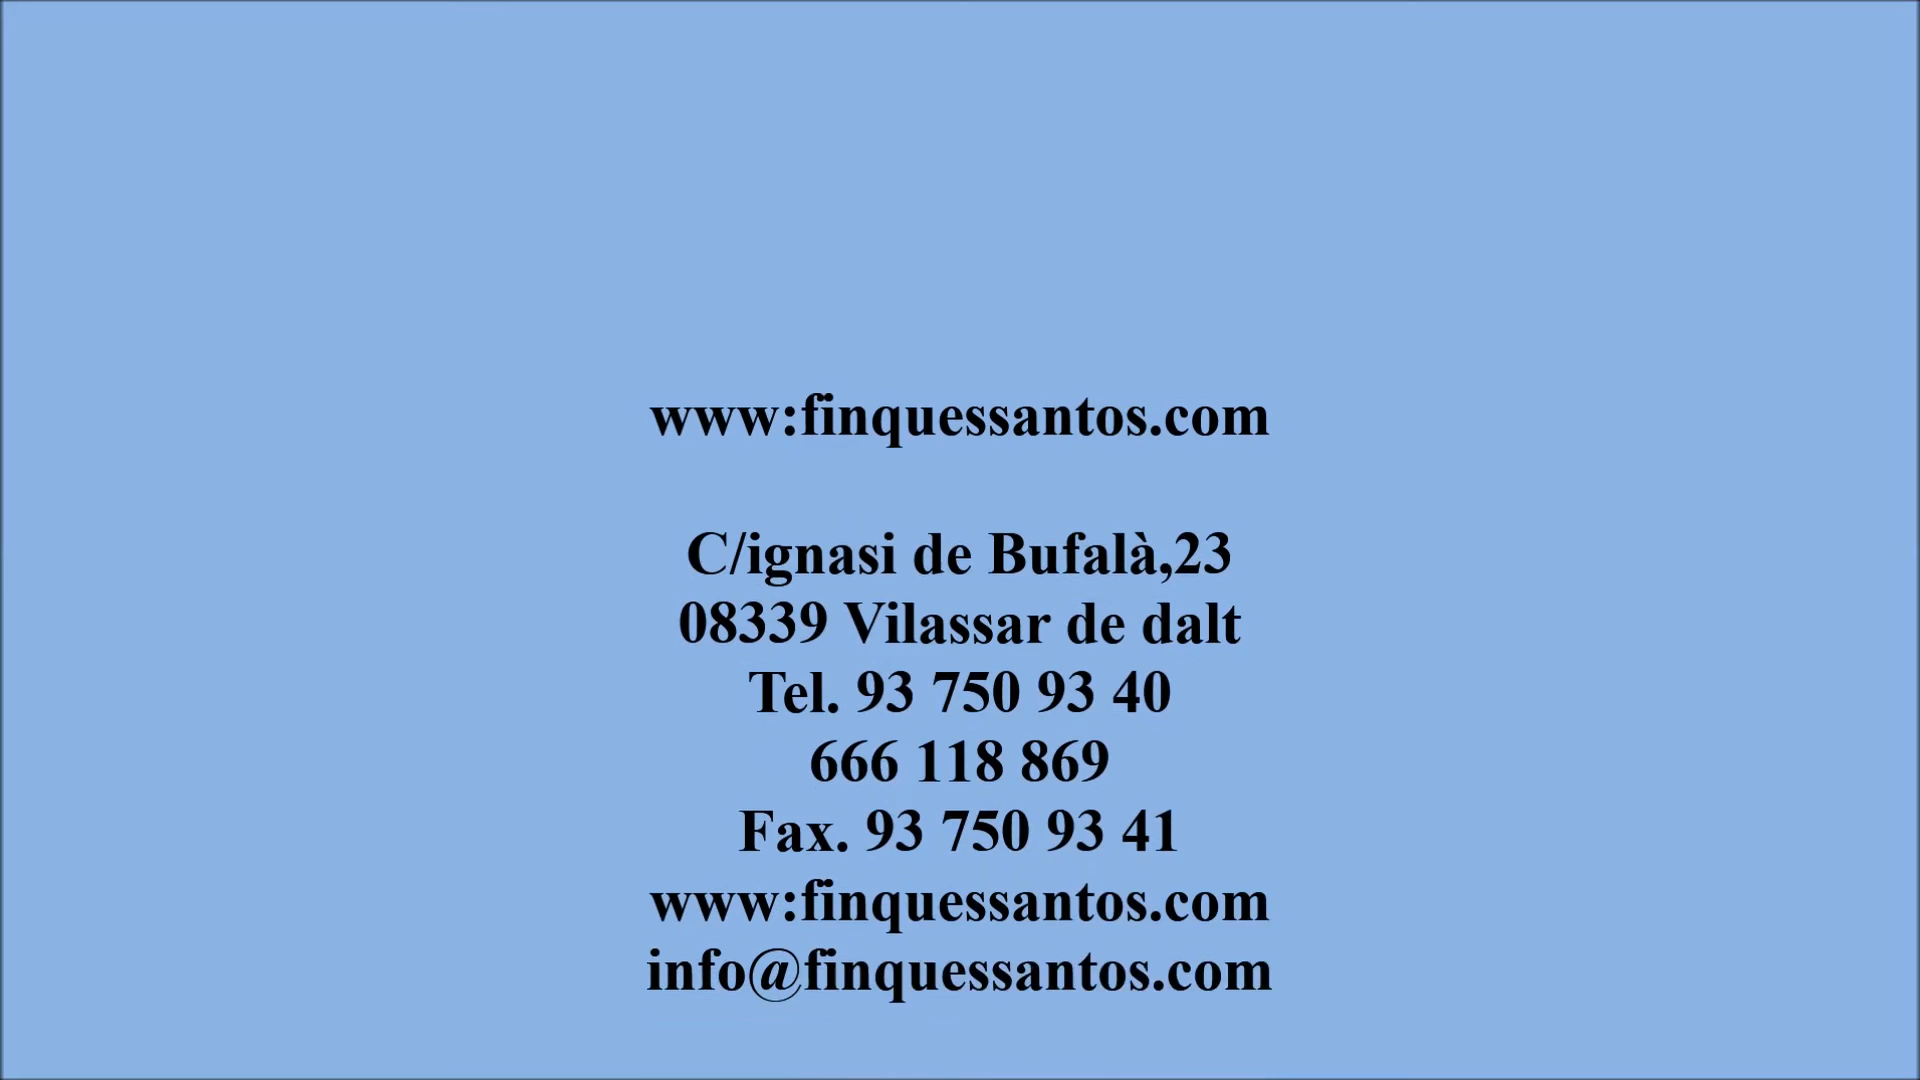 www:finquessantos.com
C/ignasi de Bufalà,23
08339 Vilassar de dalt
Tel. 93 750 93 40
666 118 869
Fax. 93 750 93 41
www:finquessantos.com
info@finquessantos.com